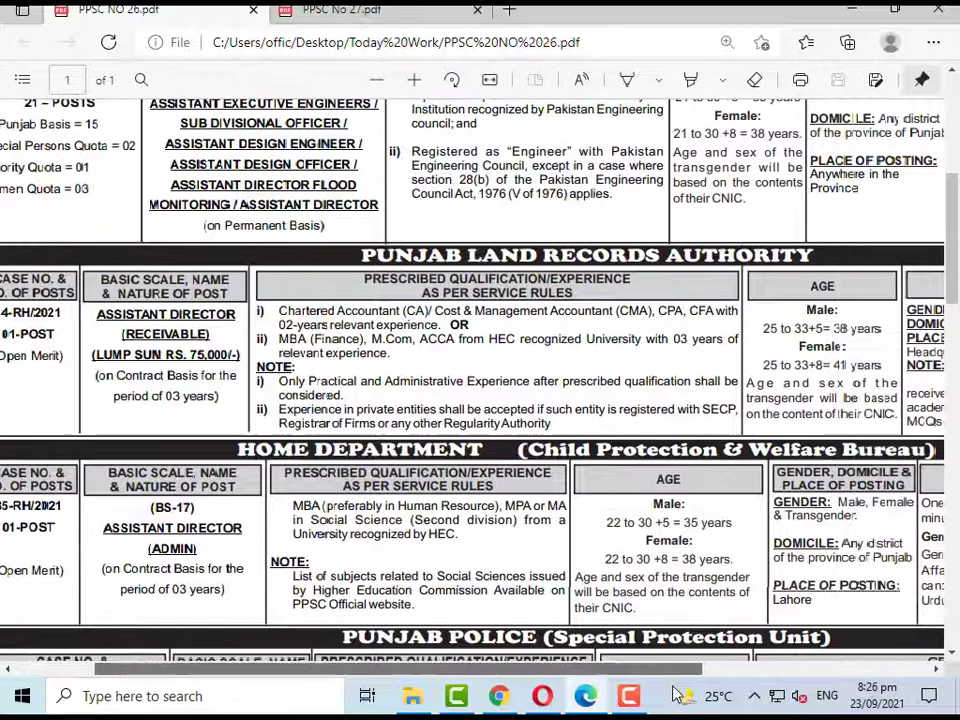 PPSC NO 26.pdf
PPSC No 27.pdf
File
C:/Users/offic/Desktop/Today%20Work/PPSC%20NO%2026.pdf
1 of 1
21 – POSTS
Punjab Basis = 15
cial Persons Quota = 02
ority Quota = 01
men Quota = 03
ASSISTANT EXECUTIVE ENGINEERS /
SUB DIVISIONAL OFFICER /
ASSISTANT DESIGN ENGINEER /
ASSISTANT DESIGN OFFICER /
ASSISTANT DIRECTOR FLOOD
MONITORING / ASSISTANT DIRECTOR
(on Permanent Basis)
Institution recognized by Pakistan Engineering
council; and
ii) Registered as “Engineer” with Pakistan
Engineering Council, except in a case where
section 28(b) of the Pakistan Engineering
Council Act, 1976 (V of 1976) applies.
21 to 30 +8 = 38 years.
Age and sex of the
transgender will be
based on the contents
of their CNIC.
DOMICILE: Any district
of the province of Punjab
PLACE OF POSTING:
Anywhere in the
Province
PUNJAB LAND RECORDS AUTHORITY
CASE NO. &
O. OF POSTS
BASIC SCALE, NAME
& NATURE OF POST
PRESCRIBED QUALIFICATION/EXPERIENCE
AS PER SERVICE RULES
AGE
4-RH/2021
01-POST
Open Merit)
ASSISTANT DIRECTOR
(RECEIVABLE)
(LUMP SUN RS. 75,000/-)
(on Contract Basis for the
period of 03 years)
i) Chartered Accountant (CA)/ Cost & Management Accountant (CMA), CPA, CFA with
02-years relevant experience. OR
ii) MBA (Finance), M.Com, ACCA from HEC recognized University with 03 years of
relevant experience.
NOTE:
i) Only Practical and Administrative Experience after prescribed qualification shall be
considered.
ii) Experience in private entities shall be accepted if such entity is registered with SECP,
Registrar of Firms or any other Regularity Authority
Male:
25 to 33+5= 38 years
Female:
25 to 33+8= 41 years
Age and sex of the
transgender will be based
on the content of their CNIC.
GEND
DOMIC
PLACE
Headq
NOTE:
receive
acade
MCQs
HOME DEPARTMENT (Child Protection & Welfare Bureau)
CASE NO. &
O. OF POSTS
BASIC SCALE, NAME
& NATURE OF POST
PRESCRIBED QUALIFICATION/EXPERIENCE
AS PER SERVICE RULES
AGE
GENDER, DOMICILE &
PLACE OF POSTING
35-RH/2021
01-POST
Open Merit)
(BS-17)
ASSISTANT DIRECTOR
(ADMIN)
(on Contract Basis for the
period of 03 years)
MBA (preferably in Human Resource), MPA or MA
in Social Science (Second division) from a
University recognized by HEC.
NOTE:
List of subjects related to Social Sciences issued
by Higher Education Commission Available on
PPSC Official website.
Male:
22 to 30 +5 = 35 years
Female:
22 to 30 +8 = 38 years.
Age and sex of the transgender
will be based on the contents of
their CNIC.
GENDER: Male, Female
& Transgender.
DOMICILE: Any district
of the province of Punjab
PLACE OF POSTING:
Lahore
One
minu
Gen
Gen
Affa
can:
Urdu
PUNJAB POLICE (Special Protection Unit)
Type here to search
25°C
ENG
8:26 pm
23/09/2021